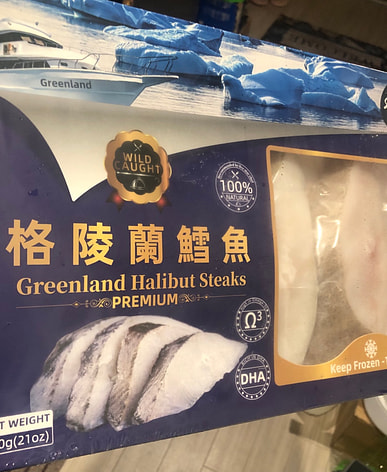 Greenland
WILD
CAUGHT
100%
NATURAL
格陵蘭鱈魚
Greenland Halibut Steaks
PREMIUM
Ω3
DHA
Keep Frozen -1
T WEIGHT
0g(21oz)